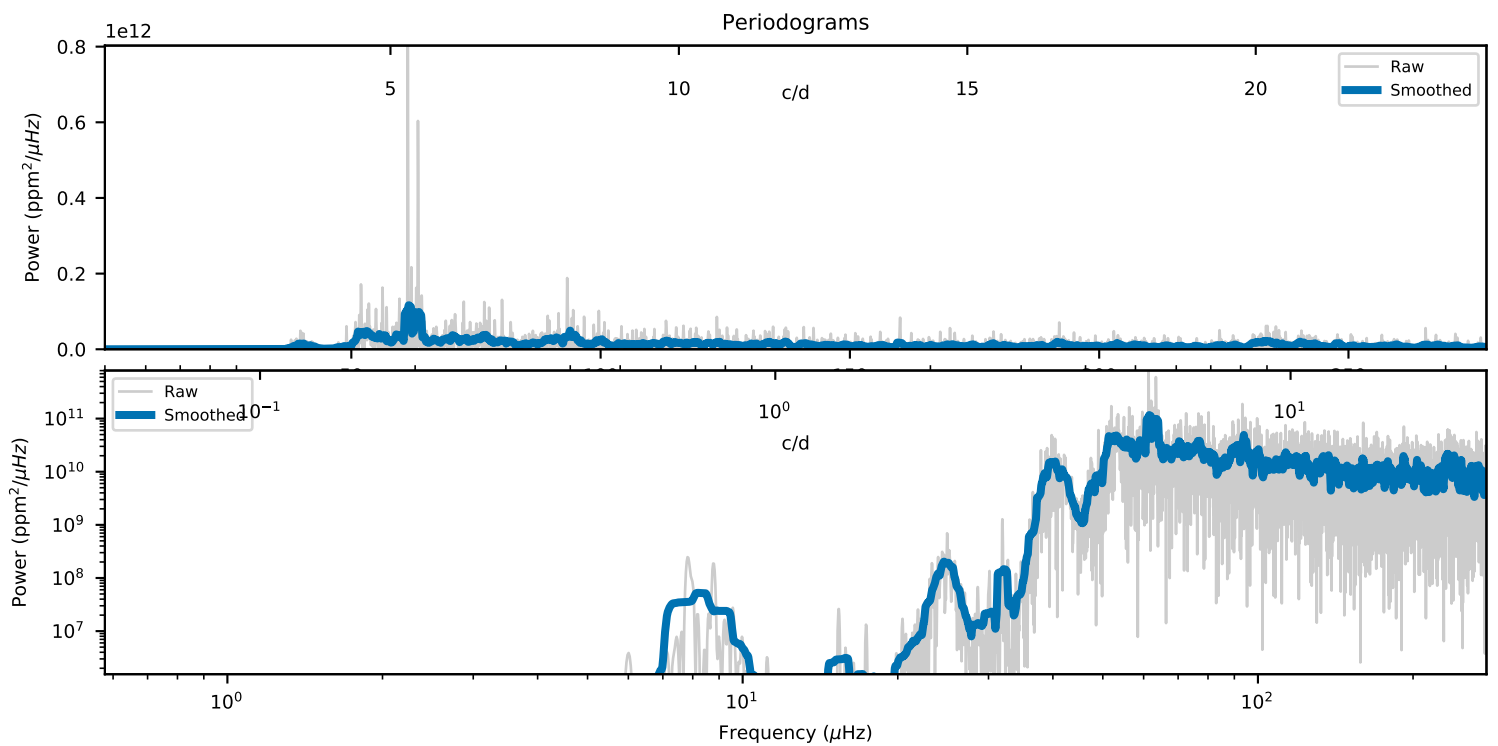 Periodograms
1e12
0.8
0.6
0.4
0.2
0.0
Power (ppm²/μHz)
5 10 c/d 15 20
Raw
Smoothed
Raw
Smoothed
10⁻¹ 10⁰ 10¹
c/d
10¹¹
10¹⁰
10⁹
10⁸
10⁷
Power (ppm²/μHz)
10⁰ 10¹ 10²
Frequency (μHz)